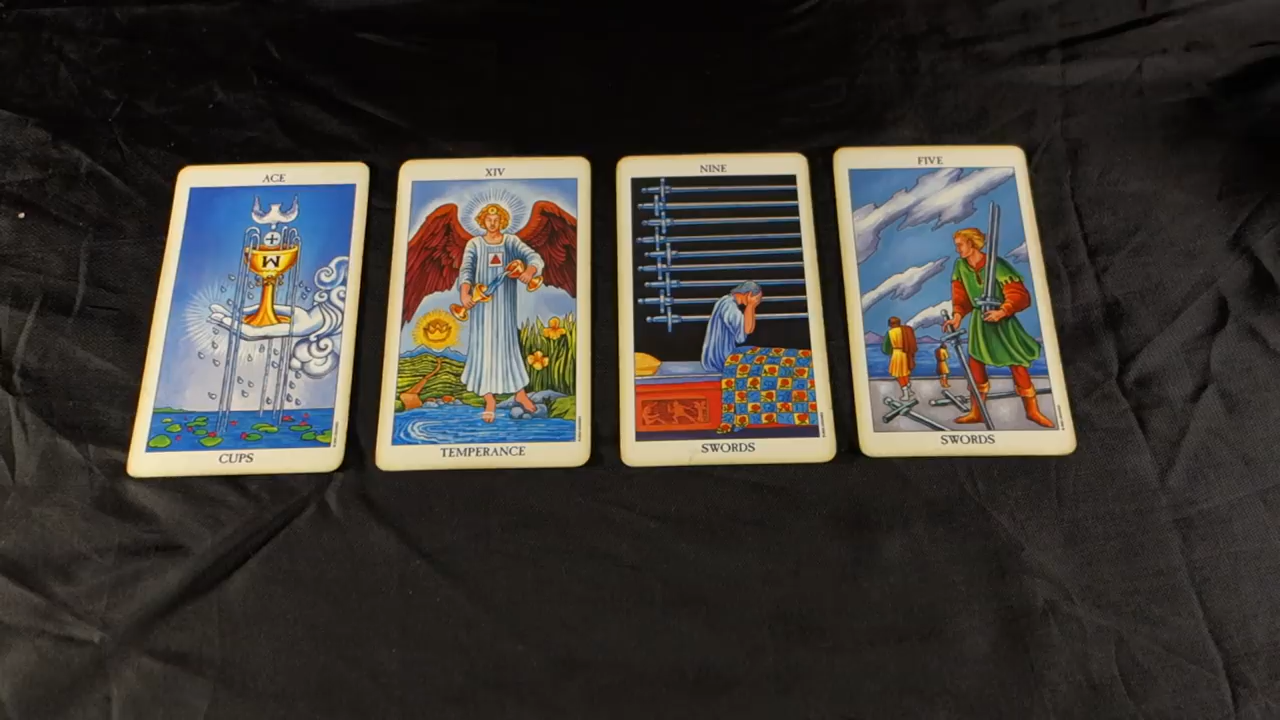 ACE
CUPS
XIV
TEMPERANCE
NINE
SWORDS
FIVE
SWORDS